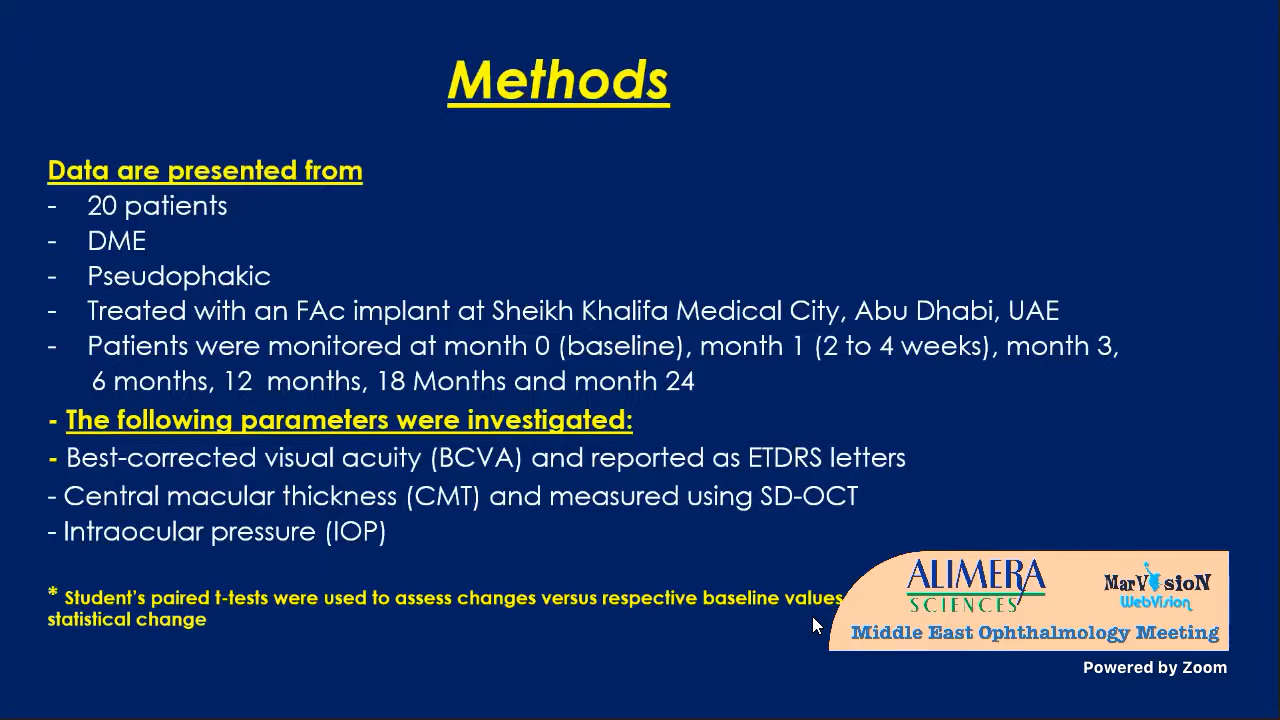 Methods
Data are presented from
- 20 patients
- DME
- Pseudophakic
- Treated with an FAc implant at Sheikh Khalifa Medical City, Abu Dhabi, UAE
- Patients were monitored at month 0 (baseline), month 1 (2 to 4 weeks), month 3,
6 months, 12 months, 18 Months and month 24
- The following parameters were investigated:
- Best-corrected visual acuity (BCVA) and reported as ETDRS letters
- Central macular thickness (CMT) and measured using SD-OCT
- Intraocular pressure (IOP)
* Student's paired t-tests were used to assess changes versus respective baseline values
statistical change
ALIMERA
SCIENCES
MarVisioN
WebVision
Middle East Ophthalmology Meeting
Powered by Zoom